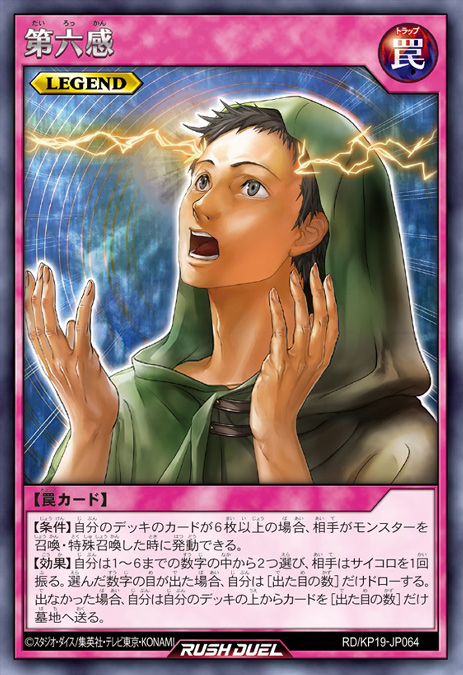 だい ろっ かん
第六感
トラップ
罠
LEGEND
【罠カード】
【条件】自分のデッキのカードが6枚以上の場合、相手がモンスターを
召喚・特殊召喚した時に発動できる。
【効果】自分は1〜6までの数字の中から2つ選び、相手はサイコロを1回
振る。選んだ数字の目が出た場合、自分は[出た目の数]だけドローする。
出なかった場合、自分は自分のデッキの上からカードを[出た目の数]だけ
墓地へ送る。
©スタジオ・ダイス/集英社・テレビ東京・KONAMI
RUSH DUEL
RD/KP19-JP064